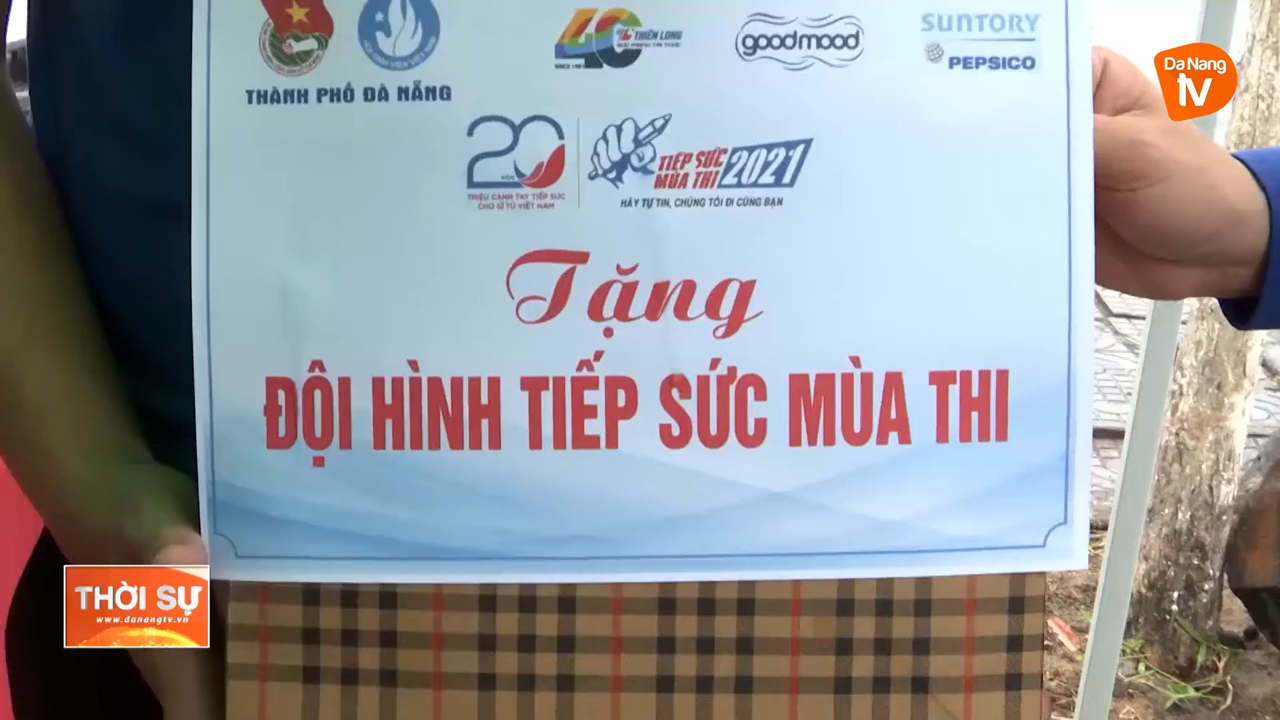 THIÊN LONG
goodmood
SUNTORY
PEPSICO
Da Nang
tv
THÀNH PHỐ ĐÀ NẴNG
20
NĂM
TRIỆU CÁNH TAY TIẾP SỨC
CHO SĨ TỬ VIỆT NAM
TIẾP SỨC
MÙA THI 2021
HÃY TỰ TIN, CHÚNG TÔI ĐI CÙNG BẠN
Tặng
ĐỘI HÌNH TIẾP SỨC MÙA THI
THỜI SỰ
www.danangtv.vn